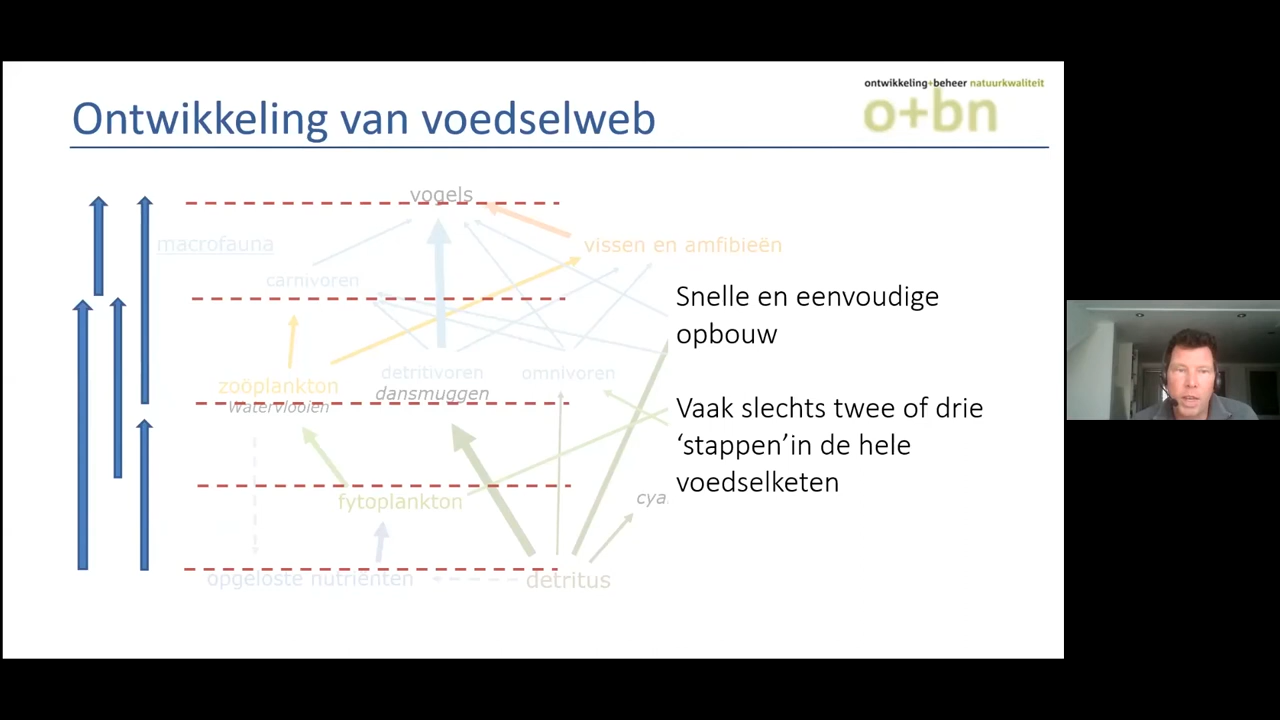 ontwikkeling+beheer natuurkwaliteit
o+bn
Ontwikkeling van voedselweb
vogels
macrofauna
vissen en amfibieën
carnivoren
Snelle en eenvoudige
opbouw
detritivoren
omnivoren
zoöplankton
dansmuggen
Watervlooien
Vaak slechts twee of drie
‘stappen’in de hele
voedselketen
fytoplankton
cya
opgeloste nutriënten
detritus